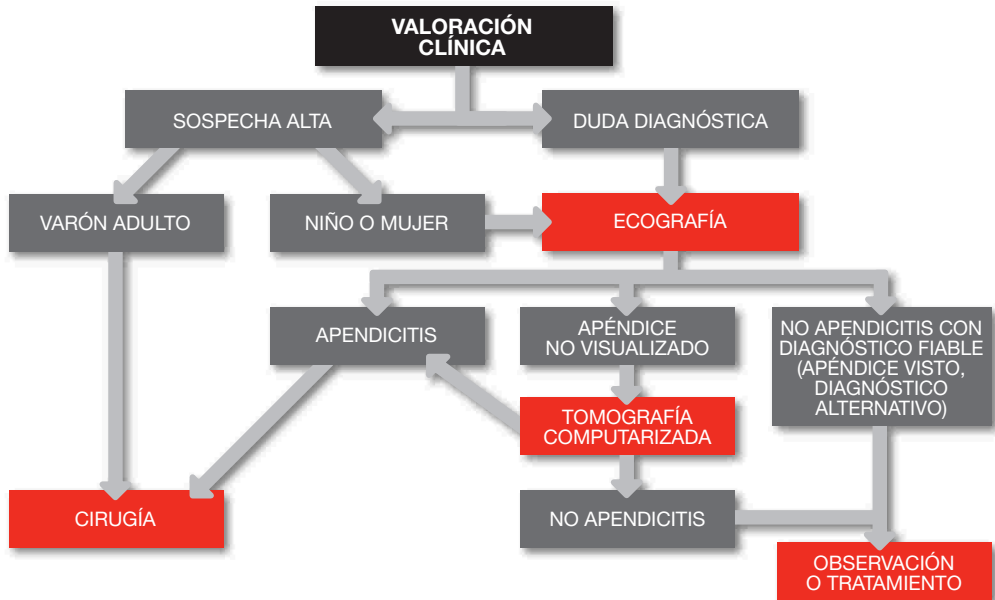 VALORACIÓN
CLÍNICA
SOSPECHA ALTA
DUDA DIAGNÓSTICA
VARÓN ADULTO
NIÑO O MUJER
ECOGRAFÍA
APENDICITIS
APÉNDICE
NO VISUALIZADO
NO APENDICITIS CON
DIAGNÓSTICO FIABLE
(APÉNDICE VISTO,
DIAGNÓSTICO
ALTERNATIVO)
TOMOGRAFÍA
COMPUTARIZADA
CIRUGÍA
NO APENDICITIS
OBSERVACIÓN
O TRATAMIENTO